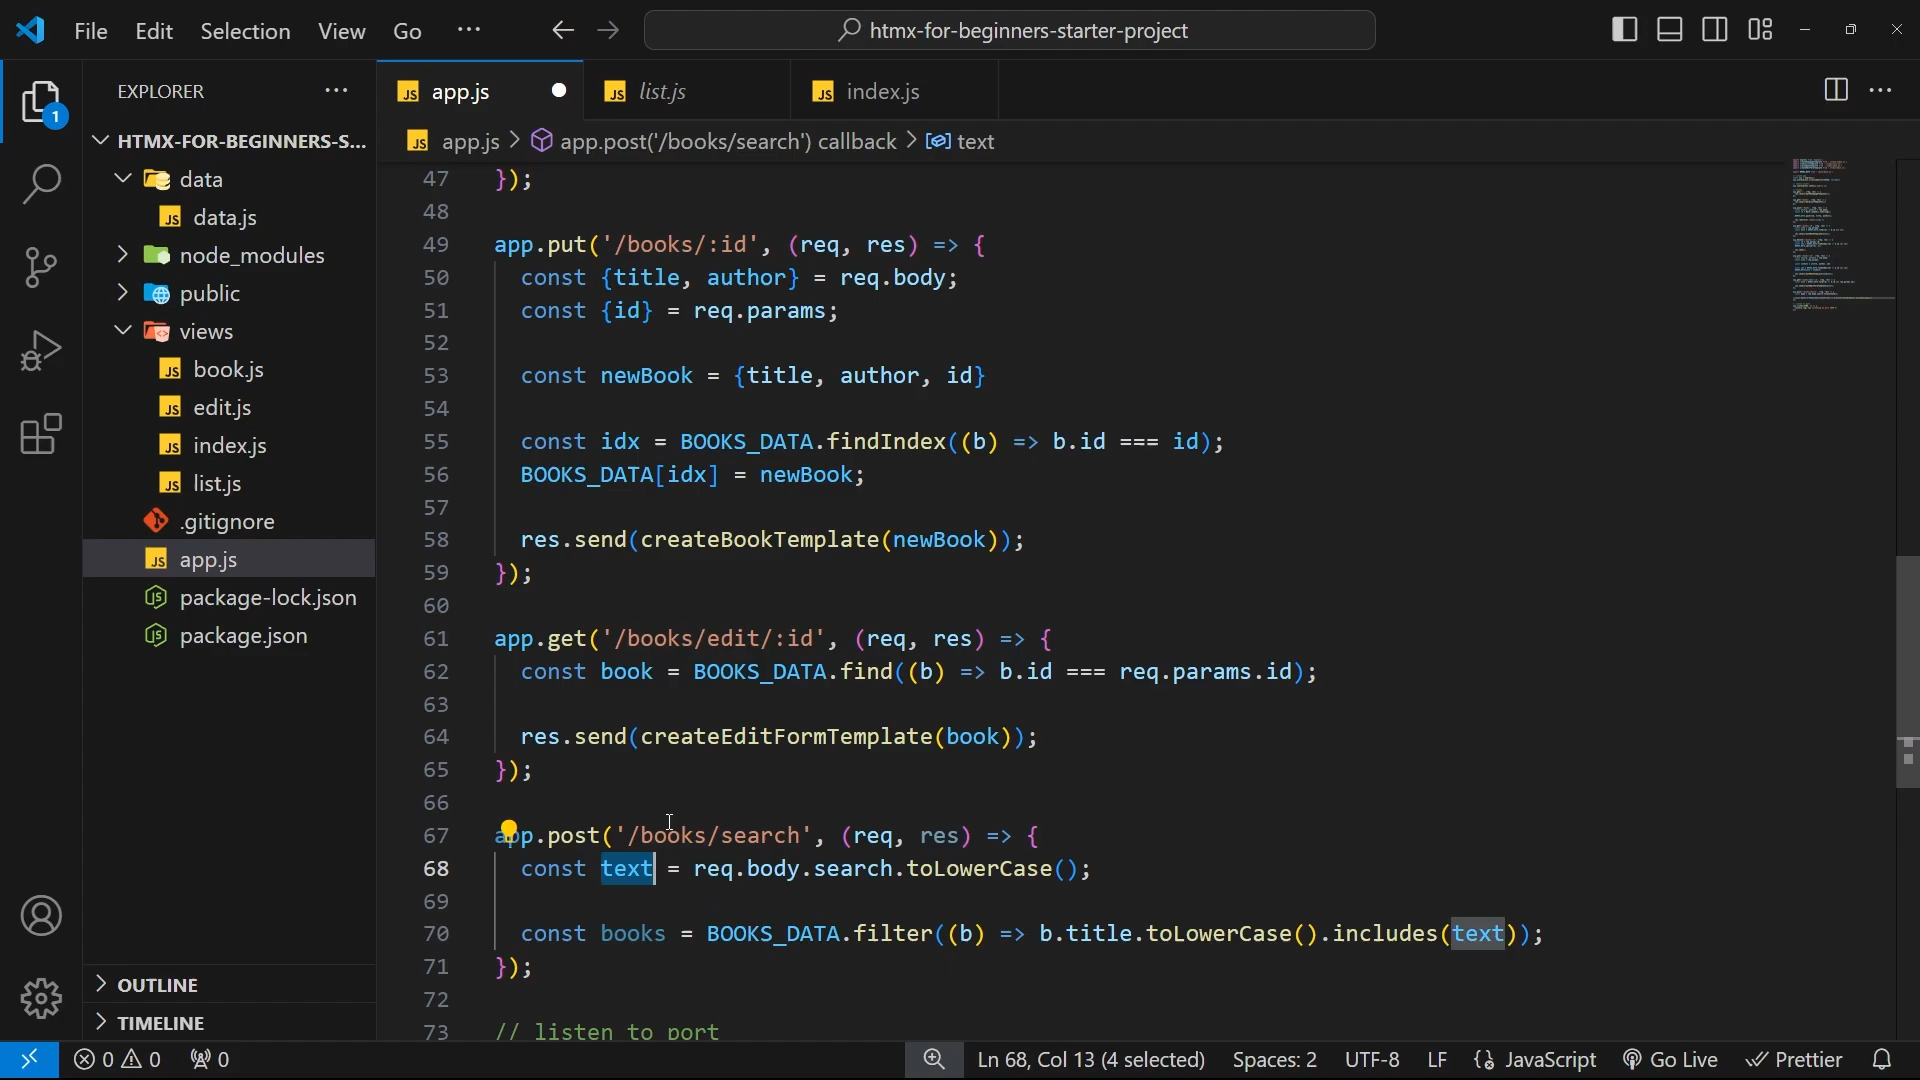 File Edit Selection View Go ··· htmx-for-beginners-starter-project
EXPLORER ···
1
HTMX-FOR-BEGINNERS-S...
data
data.js
node_modules
public
views
book.js
edit.js
index.js
list.js
.gitignore
app.js
package-lock.json
package.json
OUTLINE
TIMELINE
JS app.js JS list.js JS index.js
JS app.js > app.post('/books/search') callback > text
47 });
48
49 app.put('/books/:id', (req, res) => {
50 const {title, author} = req.body;
51 const {id} = req.params;
52
53 const newBook = {title, author, id}
54
55 const idx = BOOKS_DATA.findIndex((b) => b.id === id);
56 BOOKS_DATA[idx] = newBook;
57
58 res.send(createBookTemplate(newBook));
59 });
60
61 app.get('/books/edit/:id', (req, res) => {
62 const book = BOOKS_DATA.find((b) => b.id === req.params.id);
63
64 res.send(createEditFormTemplate(book));
65 });
66
67 app.post('/books/search', (req, res) => {
68 const text = req.body.search.toLowerCase();
69
70 const books = BOOKS_DATA.filter((b) => b.title.toLowerCase().includes(text));
71 });
72
73 // listen to port
0 0 0 Ln 68, Col 13 (4 selected) Spaces: 2 UTF-8 LF {} JavaScript Go Live Prettier